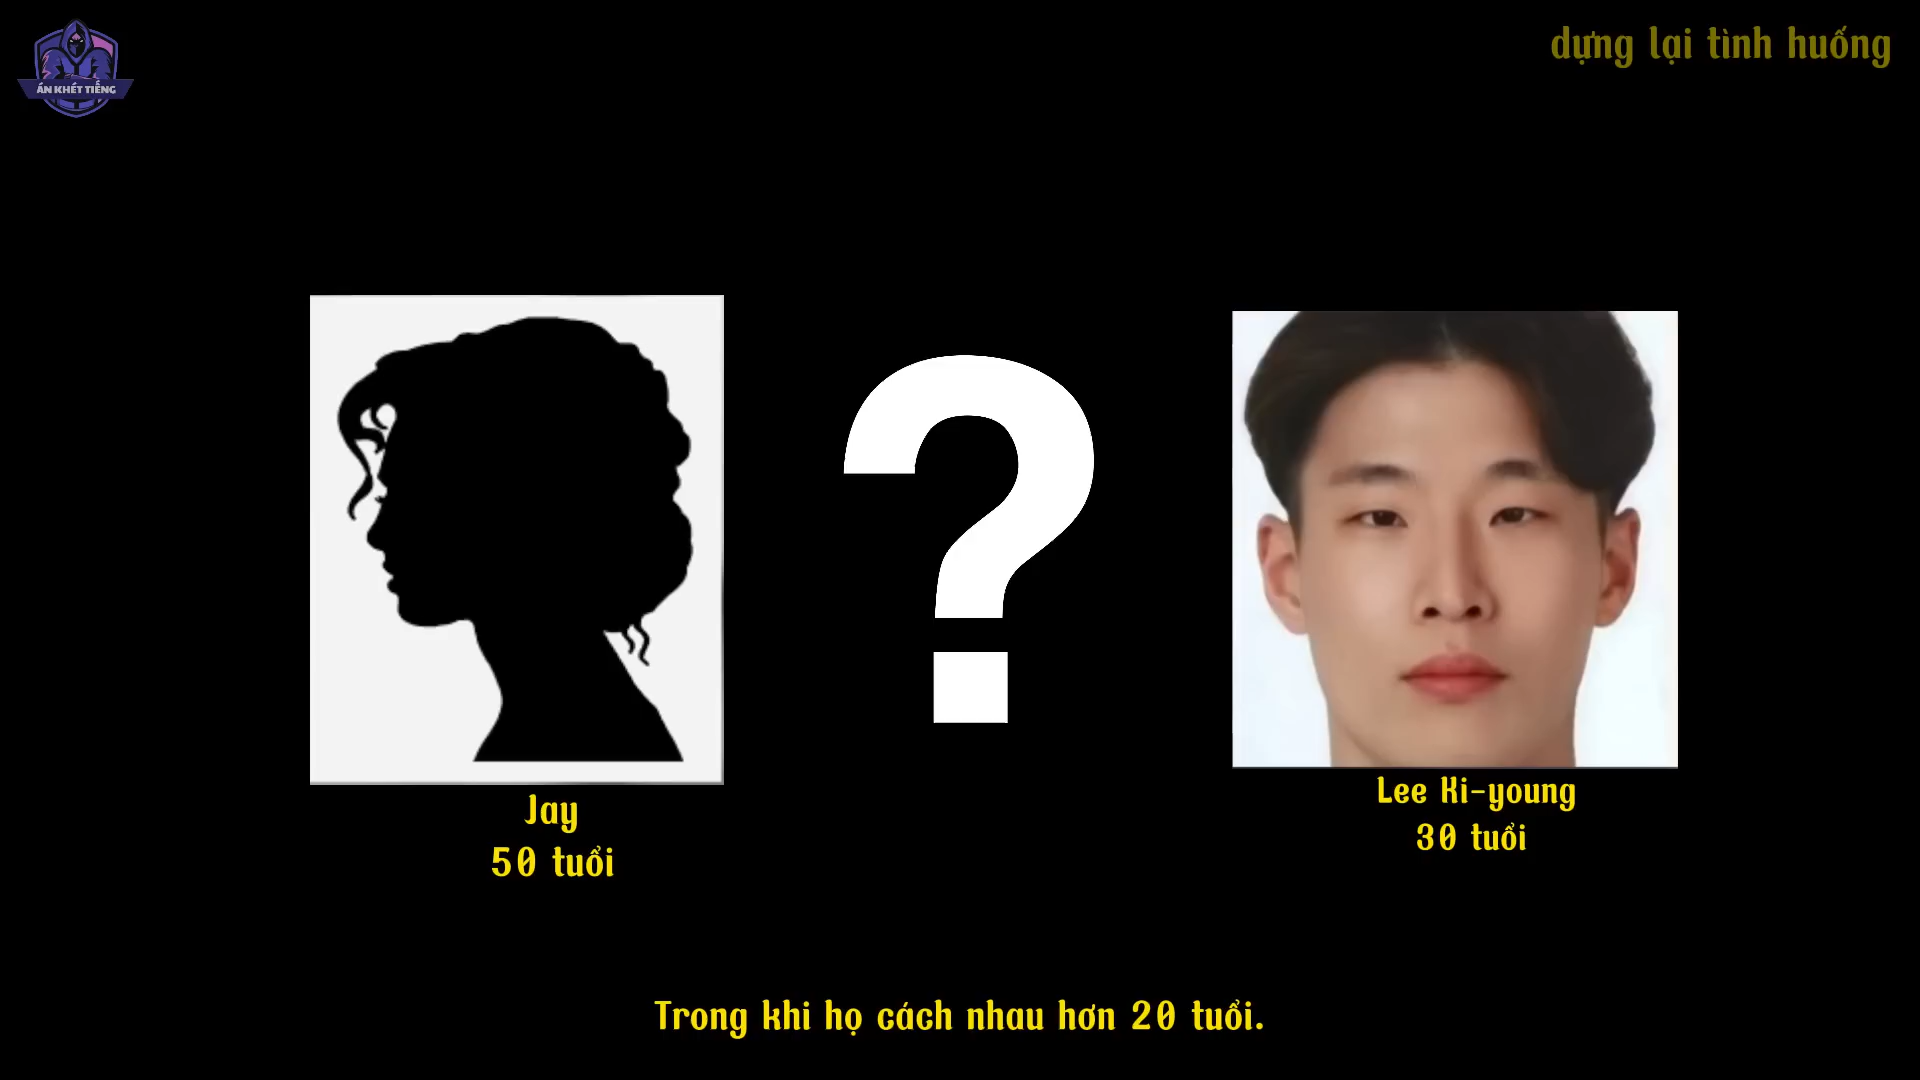 ÁN KHÉT TIẾNG
dựng lại tình huống
Jay
50 tuổi
Lee Ki-young
30 tuổi
Trong khi họ cách nhau hơn 20 tuổi.